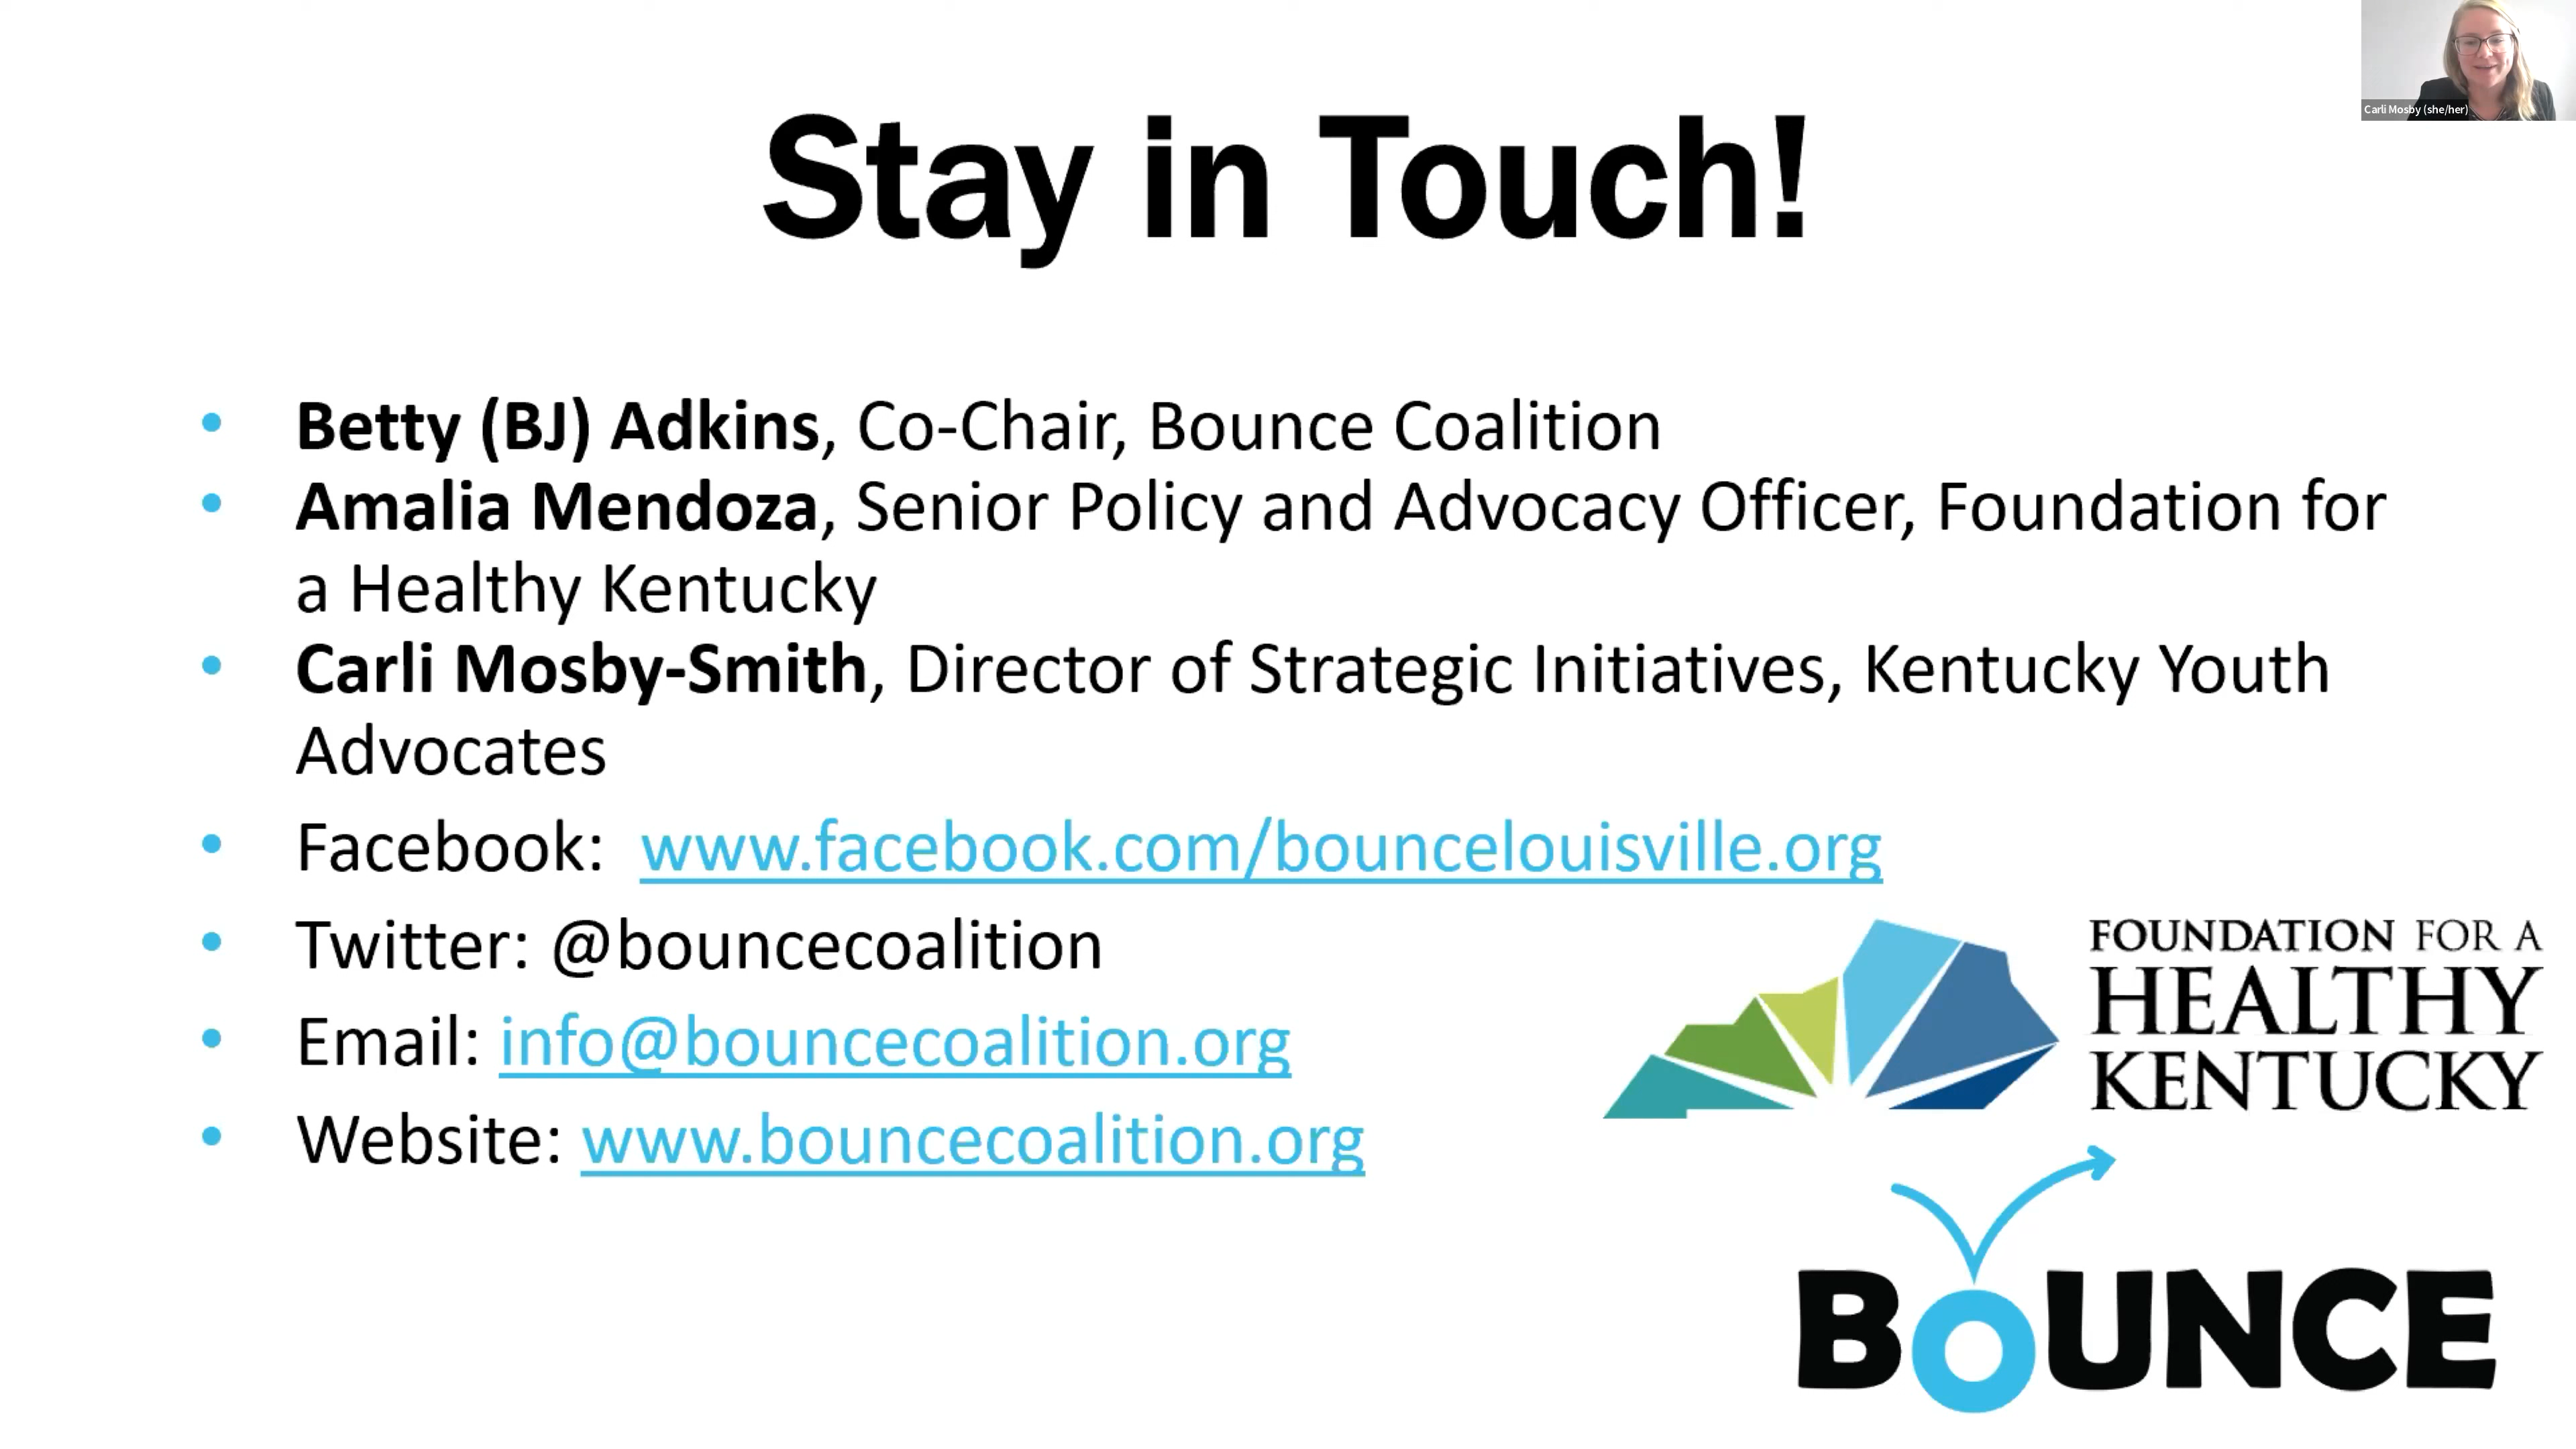 Carli Mosby (she/her)
Stay in Touch!
• Betty (BJ) Adkins, Co-Chair, Bounce Coalition
• Amalia Mendoza, Senior Policy and Advocacy Officer, Foundation for
a Healthy Kentucky
• Carli Mosby-Smith, Director of Strategic Initiatives, Kentucky Youth
Advocates
• Facebook: www.facebook.com/bouncelouisville.org
• Twitter: @bouncecoalition
• Email: info@bouncecoalition.org
• Website: www.bouncecoalition.org
FOUNDATION FOR A
HEALTHY
KENTUCKY
BOUNCE